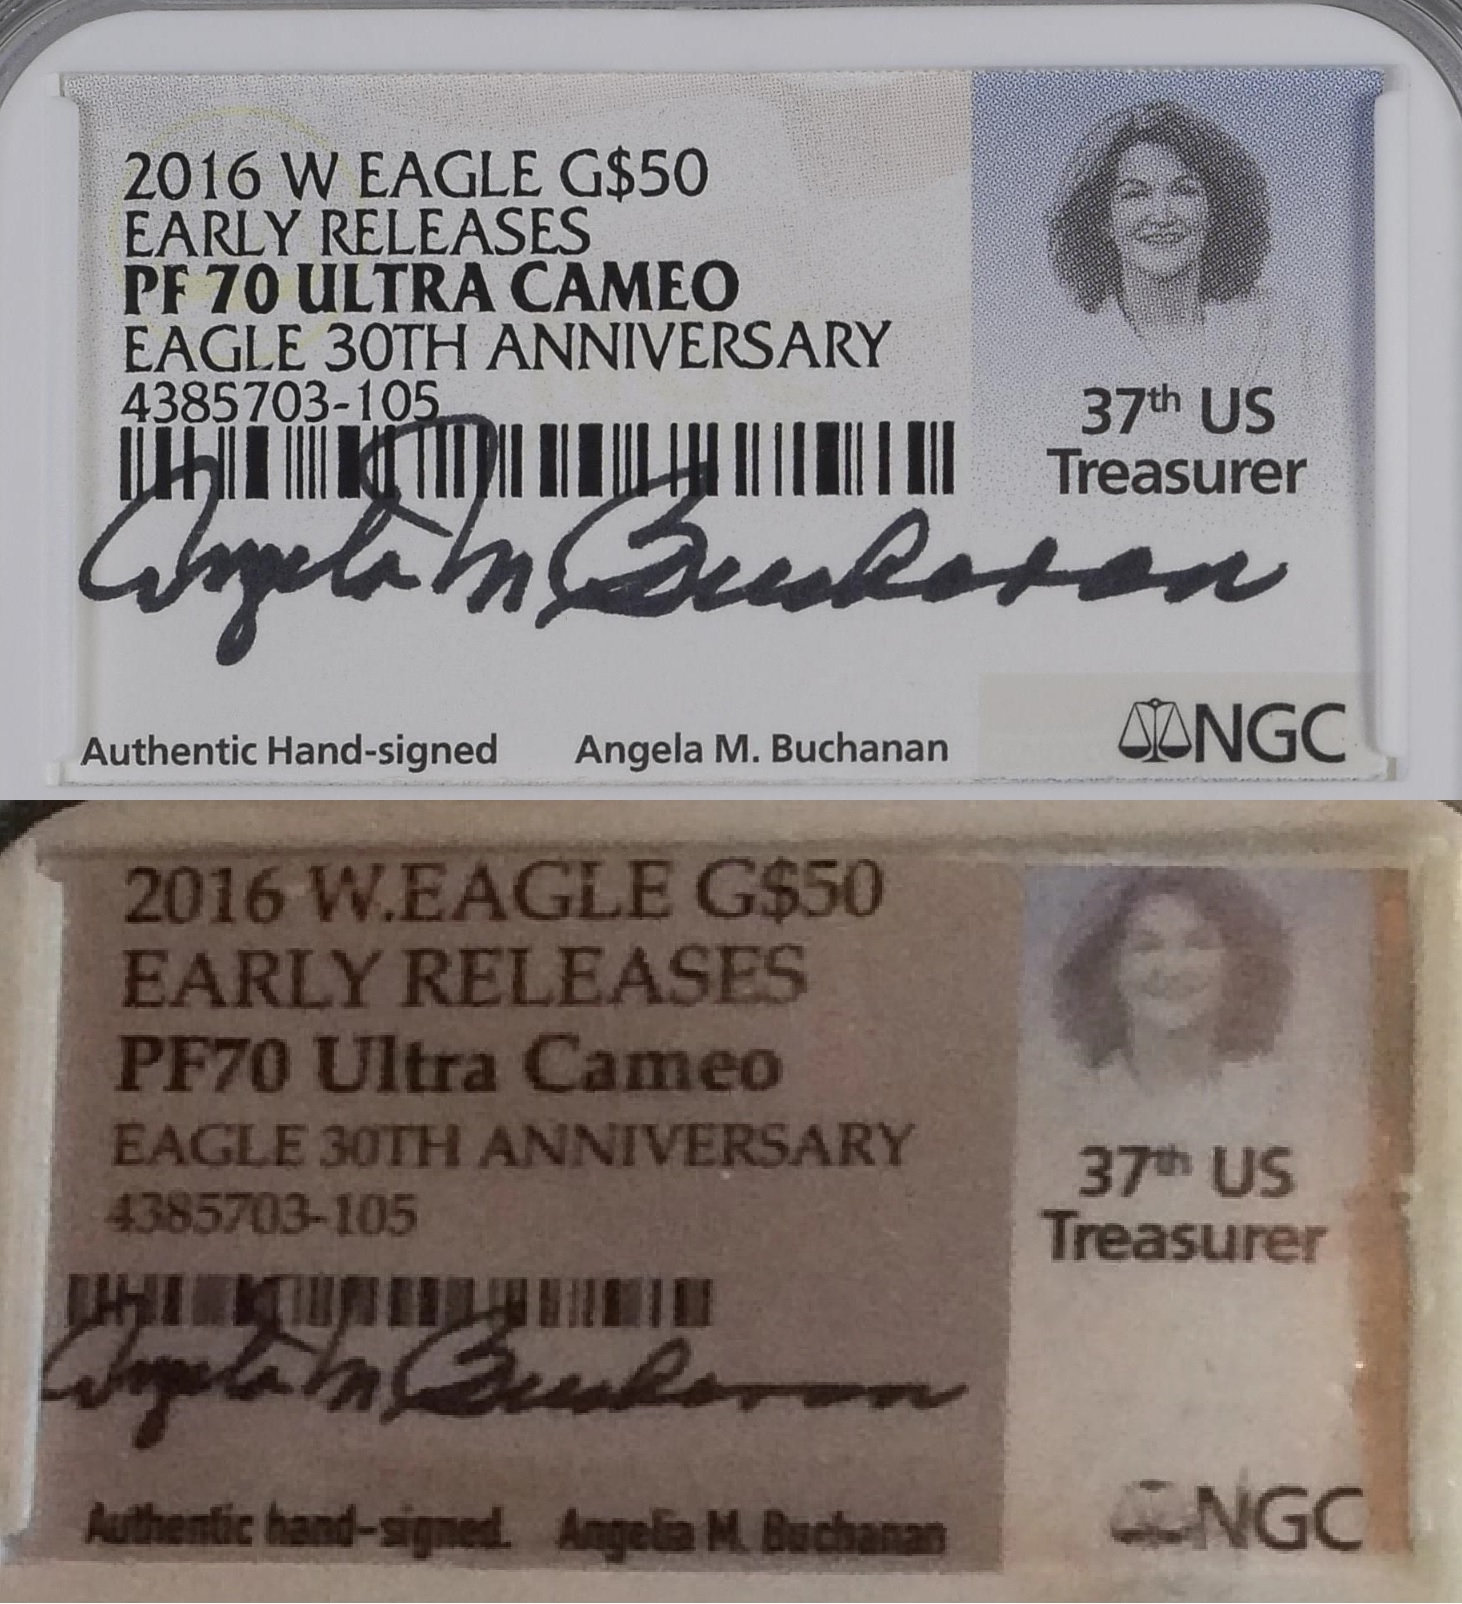 2016 W EAGLE G$50
EARLY RELEASES
PF 70 ULTRA CAMEO
EAGLE 30TH ANNIVERSARY
4385703-105
37th US
Treasurer
Angela M Buchanan
Authentic Hand-signed Angela M. Buchanan
NGC
2016 W.EAGLE G$50
EARLY RELEASES
PF70 Ultra Cameo
EAGLE 30TH ANNIVERSARY
4385703-105
37th US
Treasurer
Angela M Buchanan
Authentic hand-signed. Angelia M. Buchanan
NGC